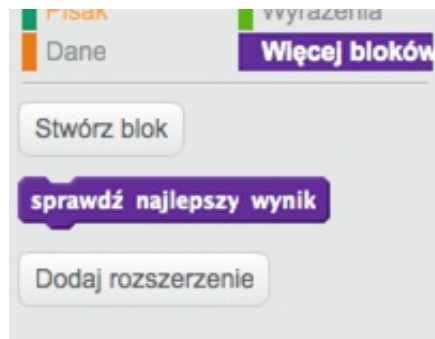 Pisak Wyrażenia
Dane Więcej bloków
Stwórz blok
sprawdź najlepszy wynik
Dodaj rozszerzenie